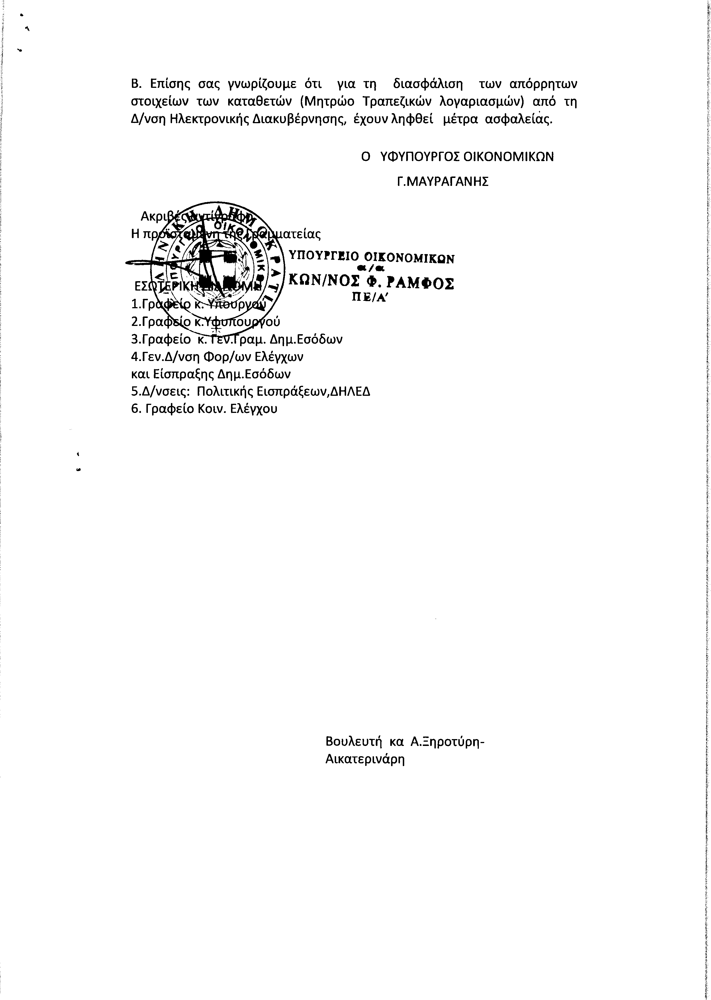 Β. Επίσης σας γνωρίζουμε ότι για τη διασφάλιση των απόρρητων
στοιχείων των καταθετών (Μητρώο Τραπεζικών λογαριασμών) από τη
Δ/νση Ηλεκτρονικής Διακυβέρνησης, έχουν ληφθεί μέτρα ασφαλείας.
Ο ΥΦΥΠΟΥΡΓΟΣ ΟΙΚΟΝΟΜΙΚΩΝ
Γ.ΜΑΥΡΑΓΑΝΗΣ
Ακριβές αντίγραφο
Η προϊσταμένη της Γραμματείας
ΕΛΛΗΝΙΚΗ ΔΗΜΟΚΡΑΤΙΑ
ΥΠΟΥΡΓΕΙΟ ΟΙΚΟΝΟΜΙΚΩΝ
ΥΠΟΥΡΓΕΙΟ ΟΙΚΟΝΟΜΙΚΩΝ
α/α
ΚΩΝ/ΝΟΣ Φ. ΡΑΜΦΟΣ
ΠΕ/Α'
ΕΣΩΤΕΡΙΚΗ ΔΙΑΝΟΜΗ
1.Γραφείο κ. Υπουργού
2.Γραφείο κ.Υφυπουργού
3.Γραφείο κ. Γεν.Γραμ. Δημ.Εσόδων
4.Γεν.Δ/νση Φορ/ων Ελέγχων
και Είσπραξης Δημ.Εσόδων
5.Δ/νσεις: Πολιτικής Εισπράξεων,ΔΗΛΕΔ
6. Γραφείο Κοιν. Ελέγχου
Βουλευτή κα Α.Ξηροτύρη-
Αικατερινάρη